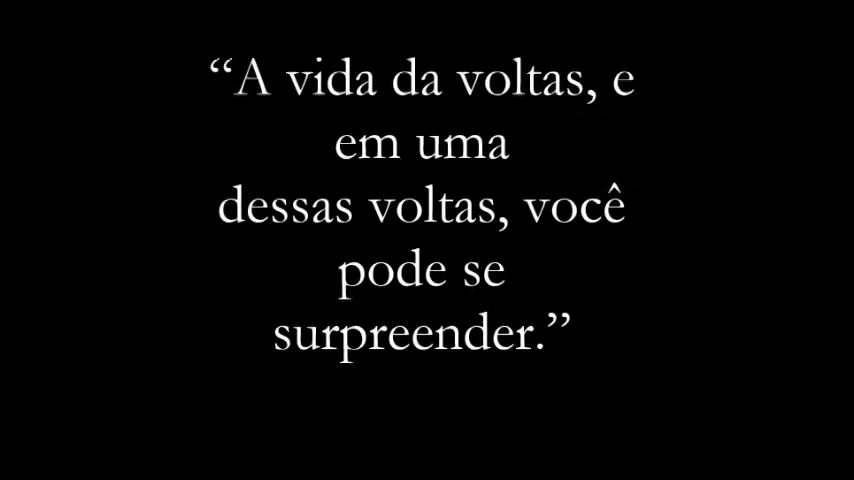 “A vida da voltas, e
em uma
dessas voltas, você
pode se
surpreender.”